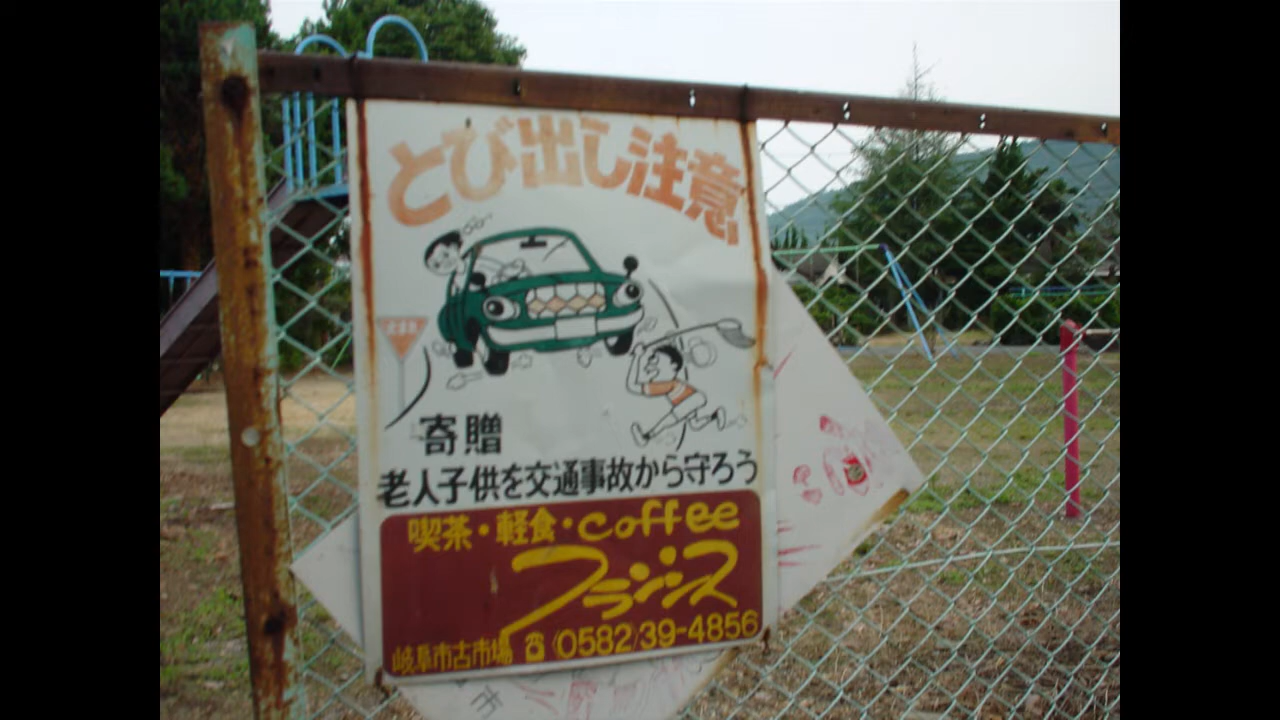 とび出し注意
寄贈
老人子供を交通事故から守ろう
喫茶・軽食・coffee
フランシス
岐阜市古市場 ☎(0582)39-4856
市